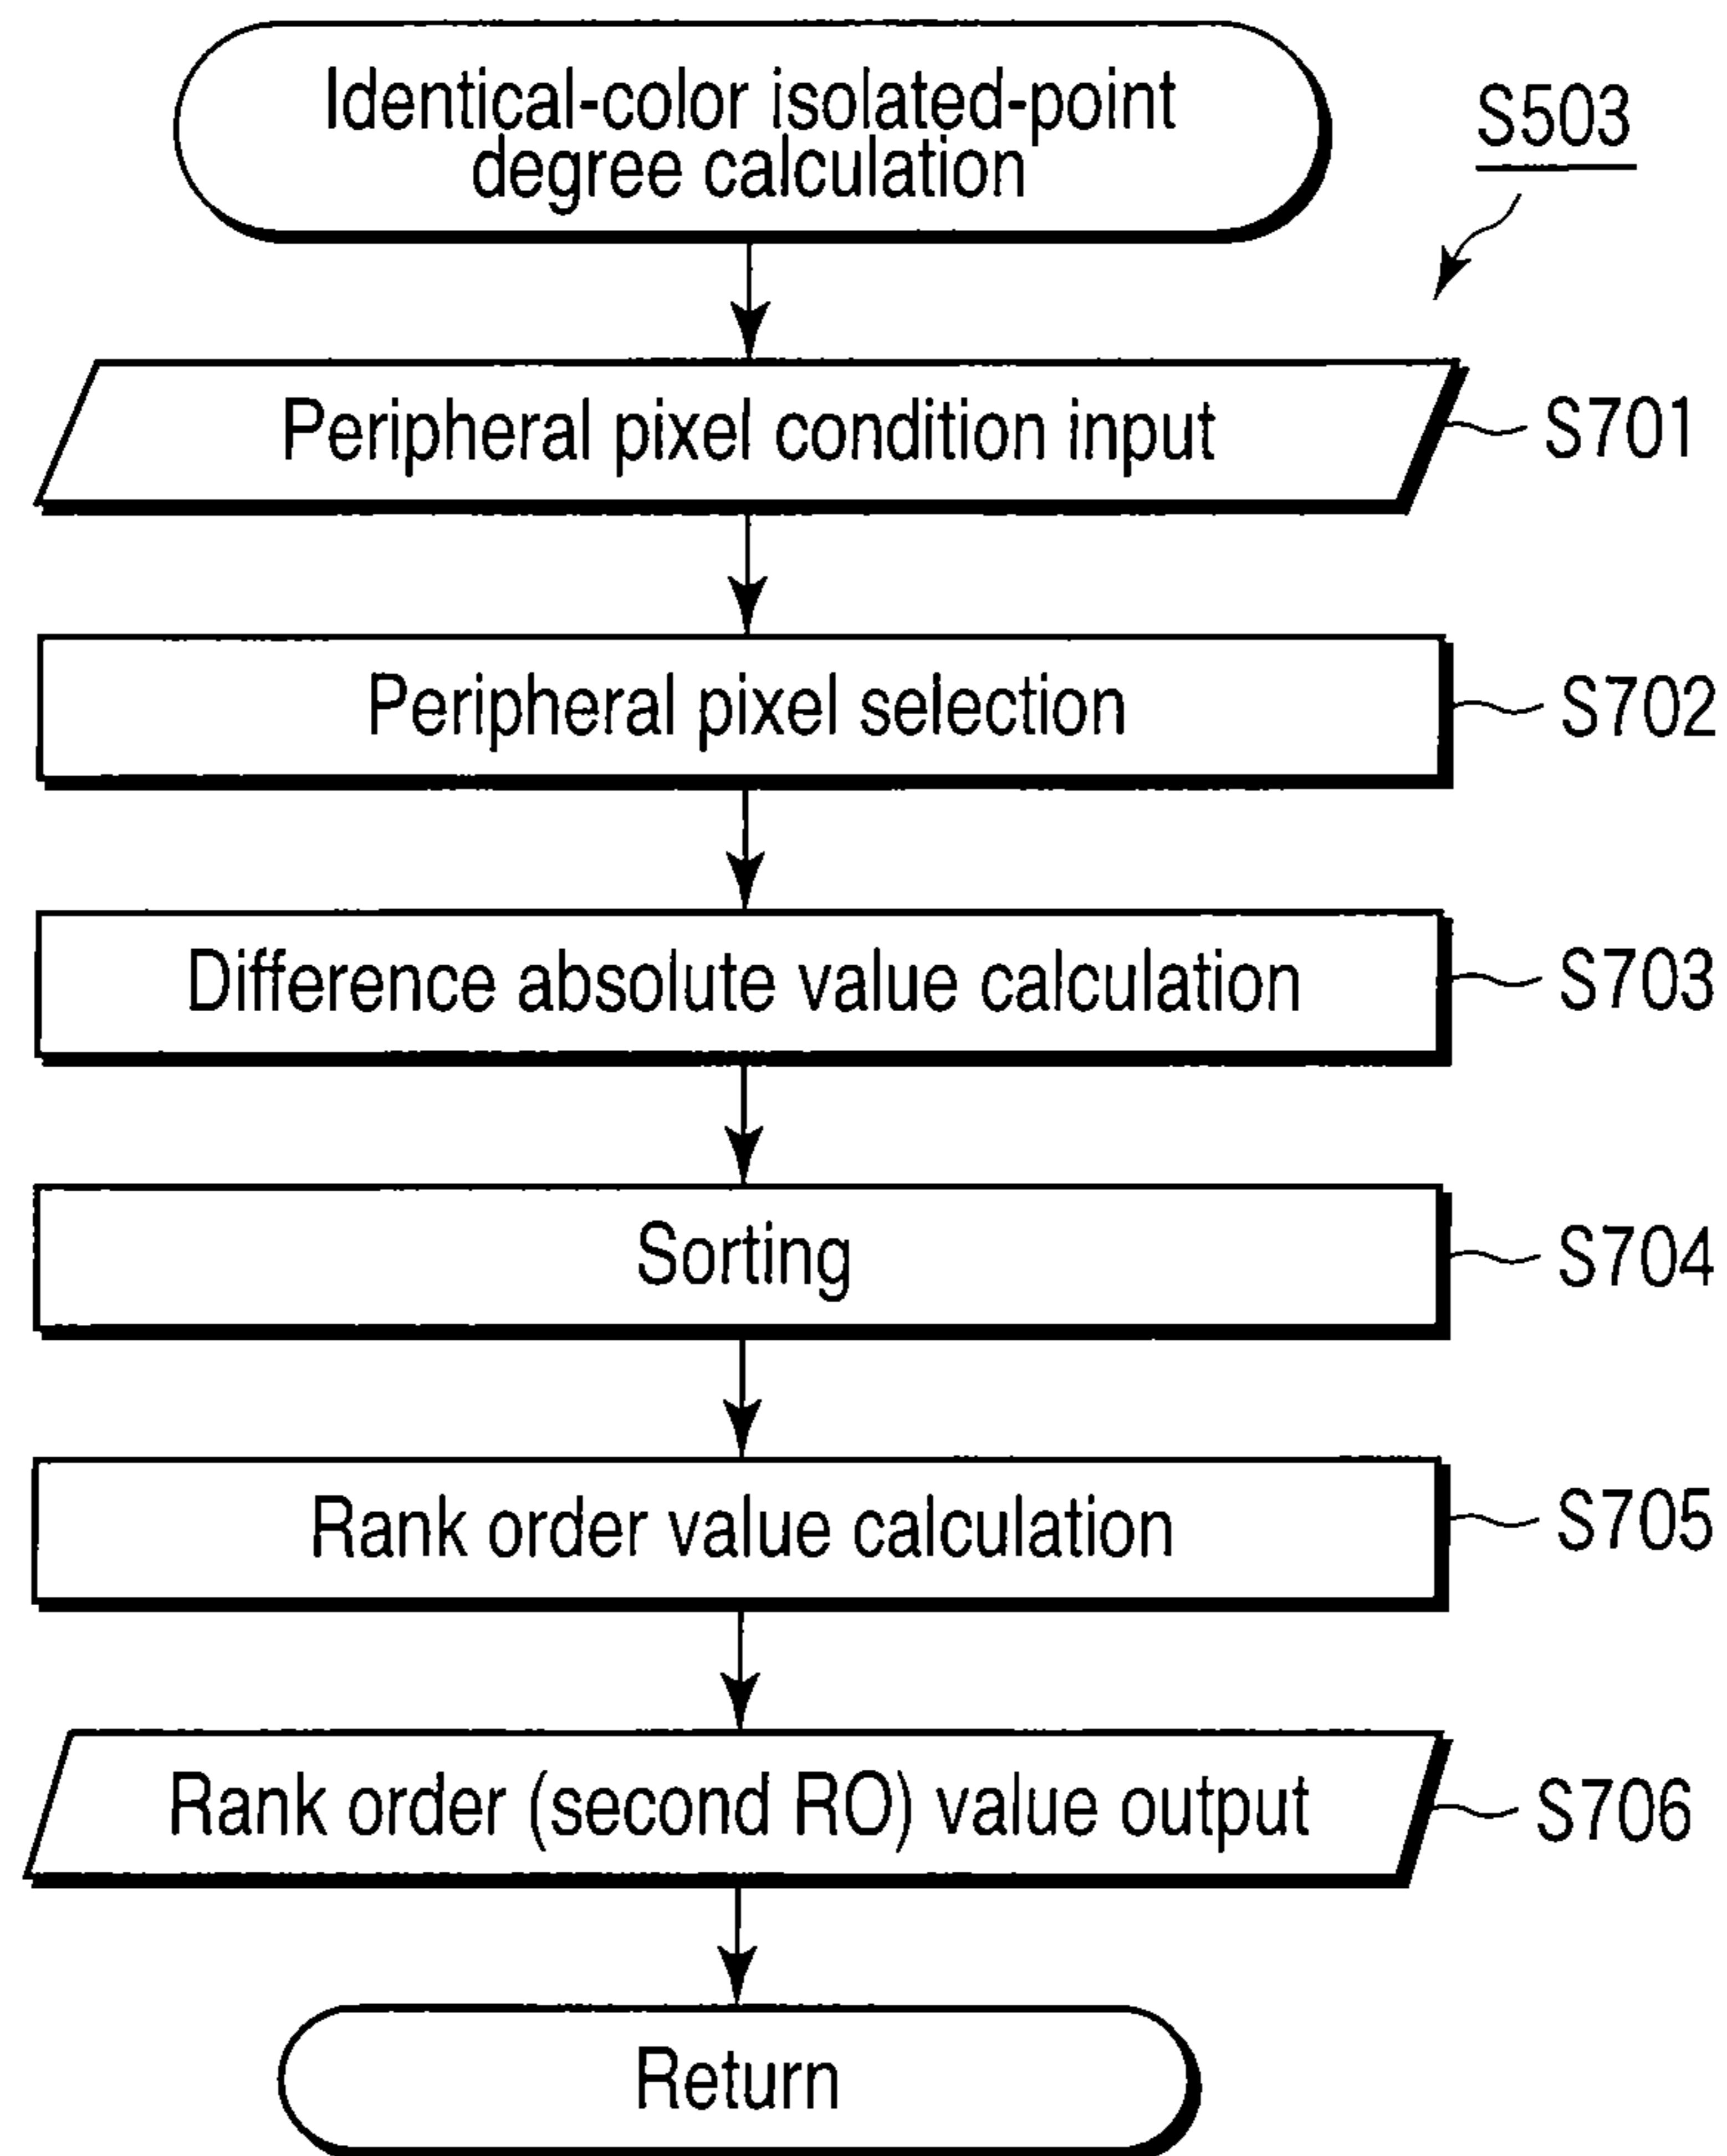 Identical-color isolated-point
degree calculation
S503
Peripheral pixel condition input
S701
Peripheral pixel selection
S702
Difference absolute value calculation
S703
Sorting
S704
Rank order value calculation
S705
Rank order (second RO) value output
S706
Return